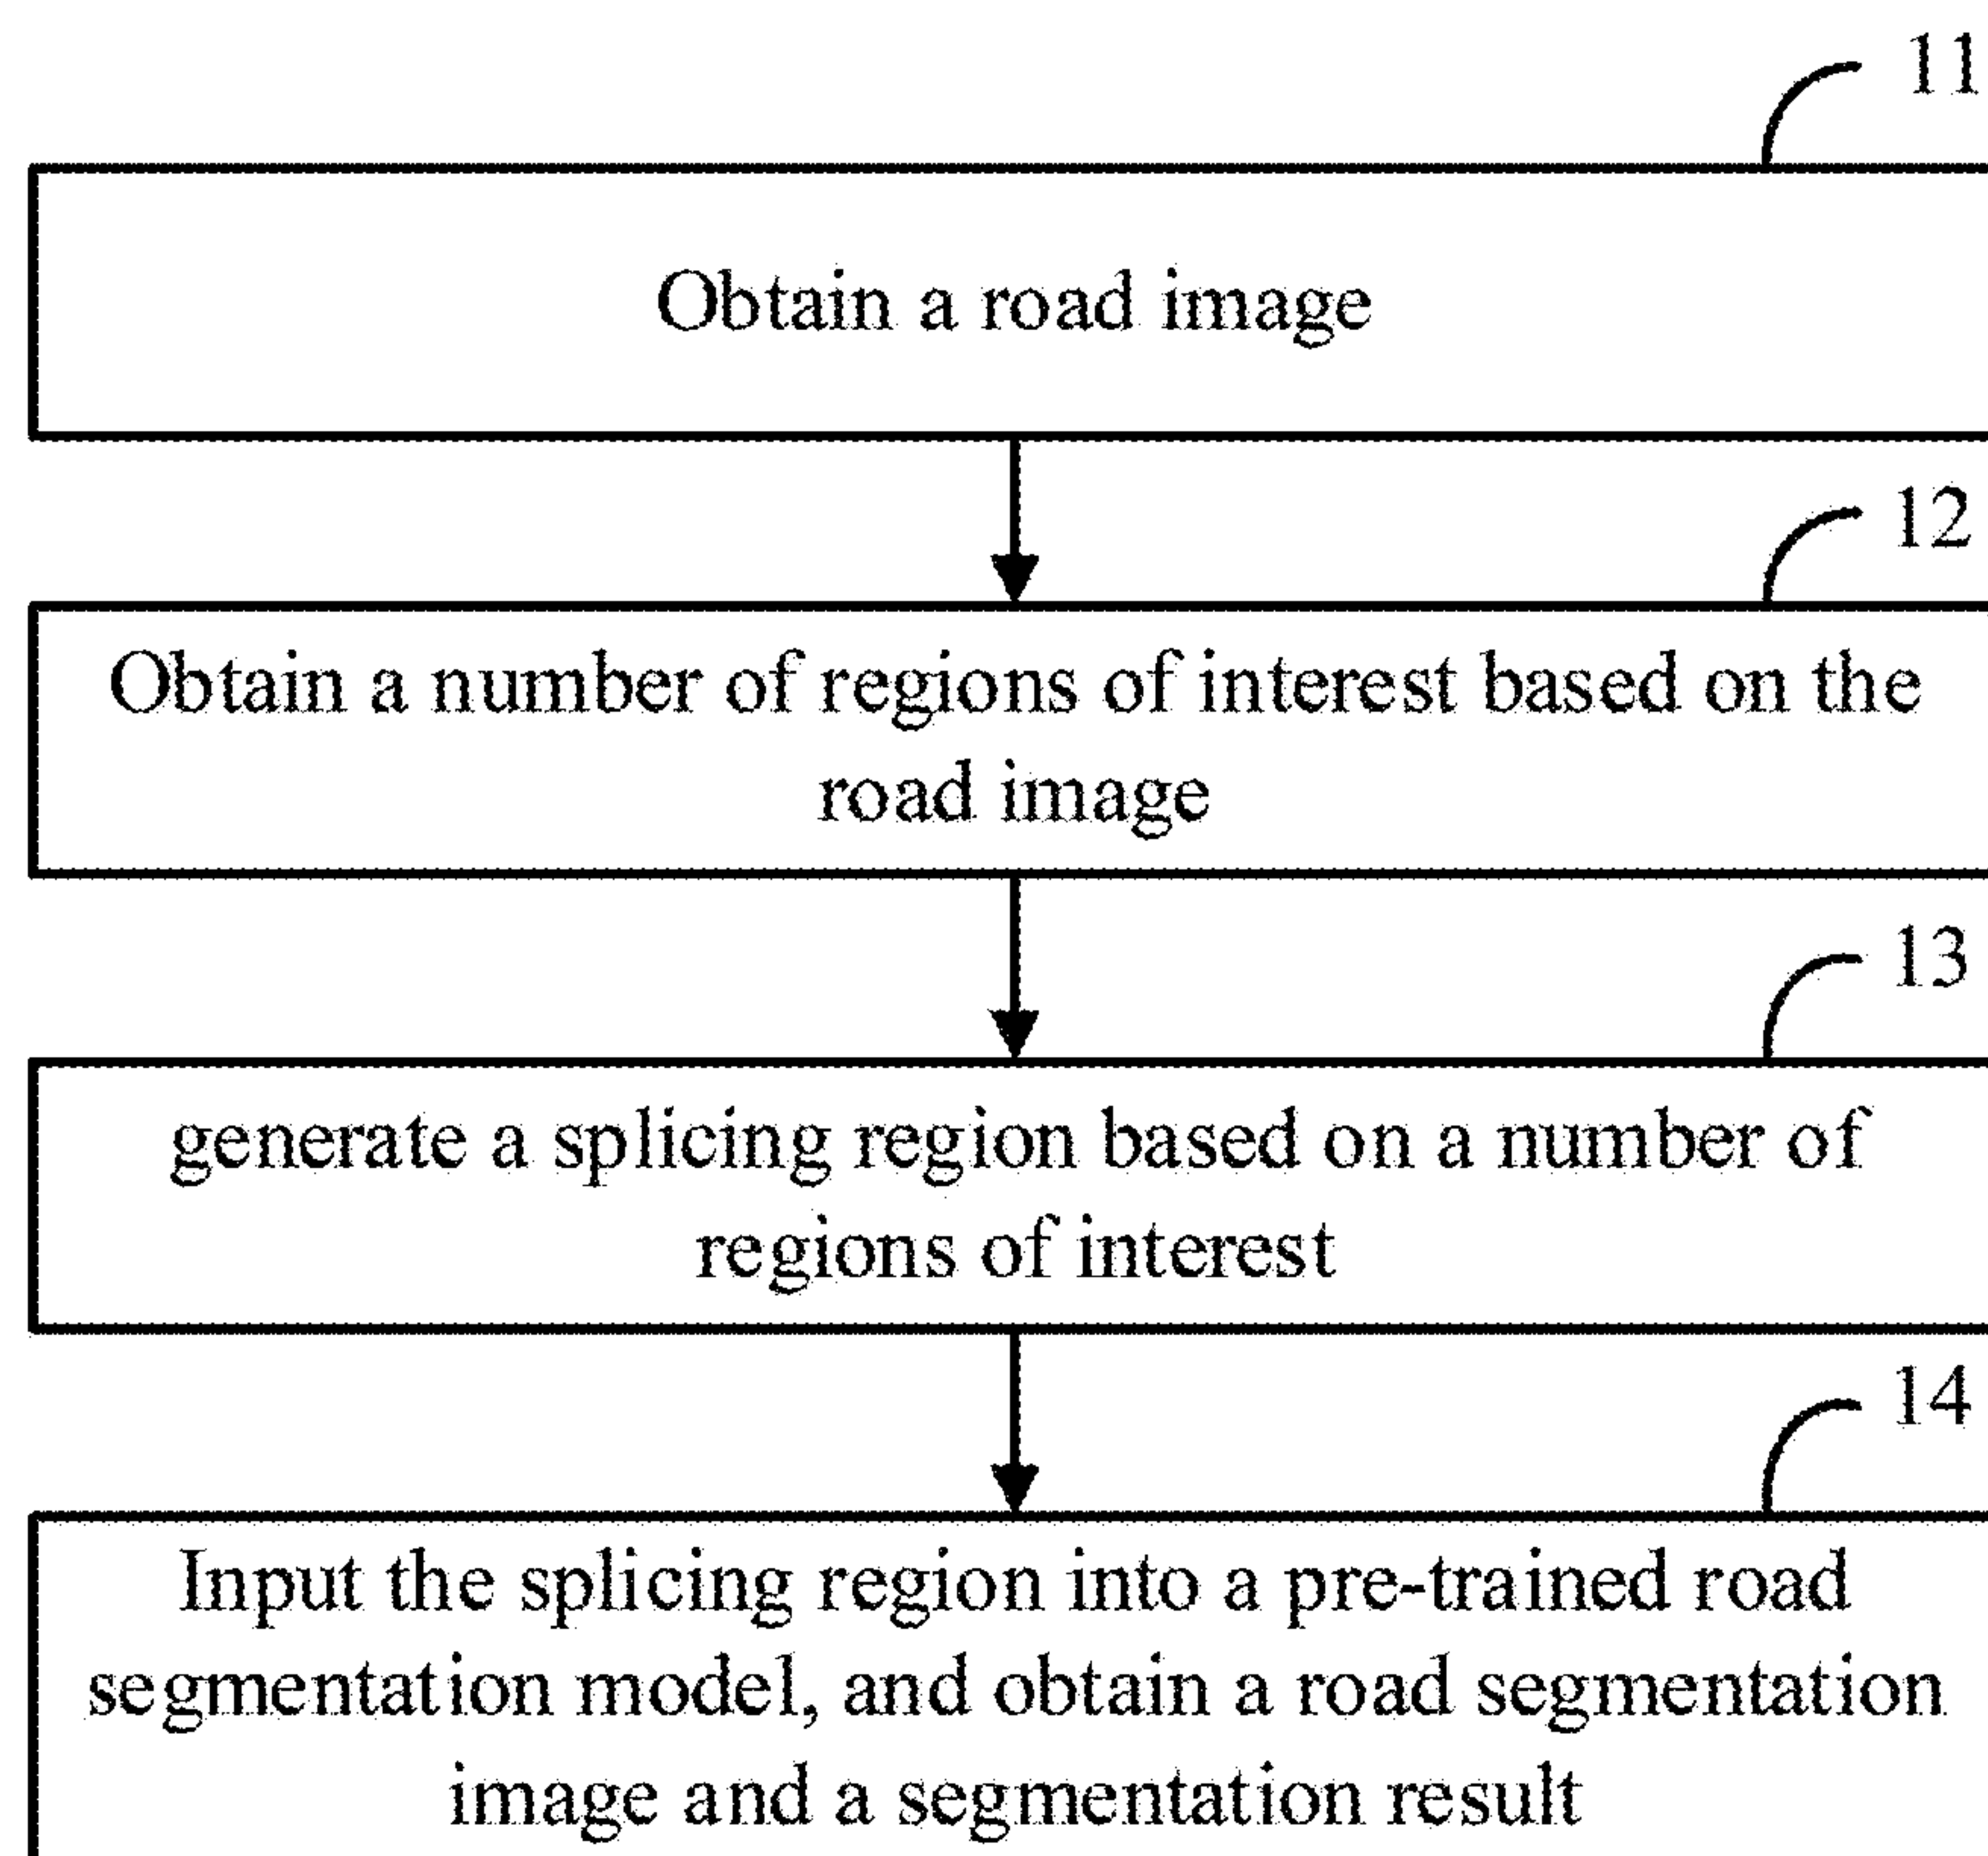 11
Obtain a road image
12
Obtain a number of regions of interest based on the
road image
13
generate a splicing region based on a number of
regions of interest
14
Input the splicing region into a pre-trained road
segmentation model, and obtain a road segmentation
image and a segmentation result